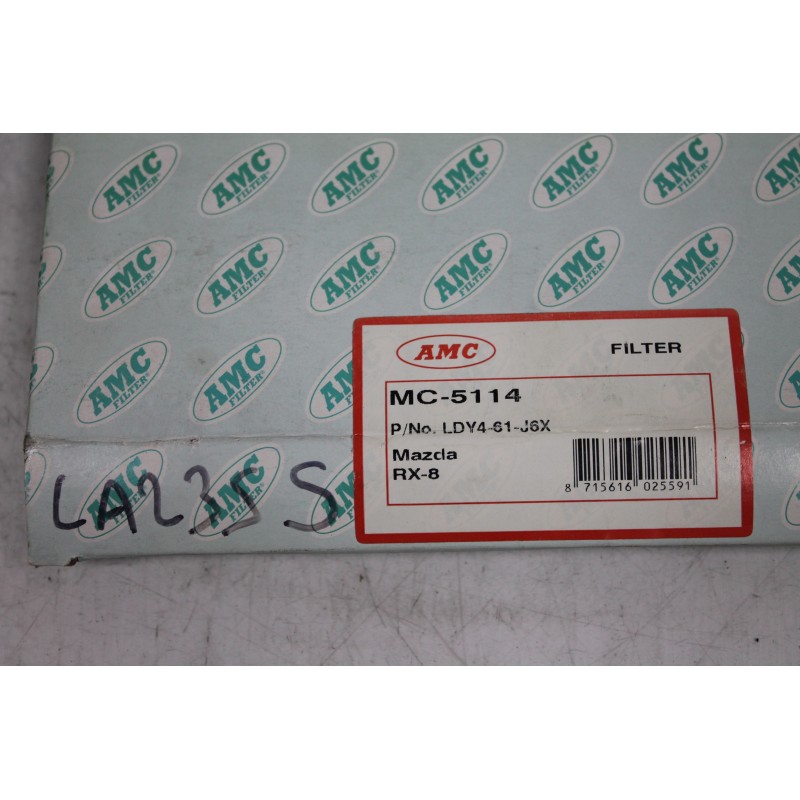 AMC FILTER
AMC FILTER
MC-5114
P/No. LDY4-61-J6X
Mazda
RX-8
8 715616 025591
LA235 S